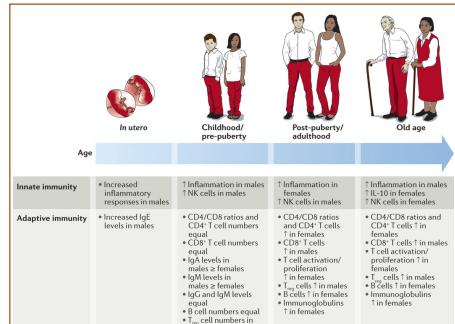 In utero
Childhood/
pre-puberty
Post-puberty/
adulthood
Old age
Age
Innate immunity
• Increased
inflammatory
responses in males
↑ Inflammation in males
↑ NK cells in males
↑ Inflammation in
females
↑ NK cells in males
↑ Inflammation in males
↑ IL-10 in females
↑ NK cells in males
Adaptive immunity
• Increased IgE
levels in males
• CD4/CD8 ratios and
CD4⁺ T cell numbers
equal
• CD8⁺ T cell numbers
equal
• IgA levels in
males ≥ females
• IgM levels in
males ≥ females
• IgG and IgM levels
equal
• B cell numbers equal
• Treg cell numbers in
• CD4/CD8 ratios
and CD4⁺ T cells
↑ in females
• CD8⁺ T cells
↑ in males
• T cell activation/
proliferation
↑ in females
• Treg cells ↑ in males
• B cells ↑ in females
• Immunoglobulins
↑ in females
• CD4/CD8 ratios and
CD4⁺ T cells ↑ in
females
• CD8⁺ T cells ↑ in males
• T cell activation/
proliferation ↑ in
females
• Treg cells ↑ in males
• B cells ↑ in females
• Immunoglobulins
↑ in females